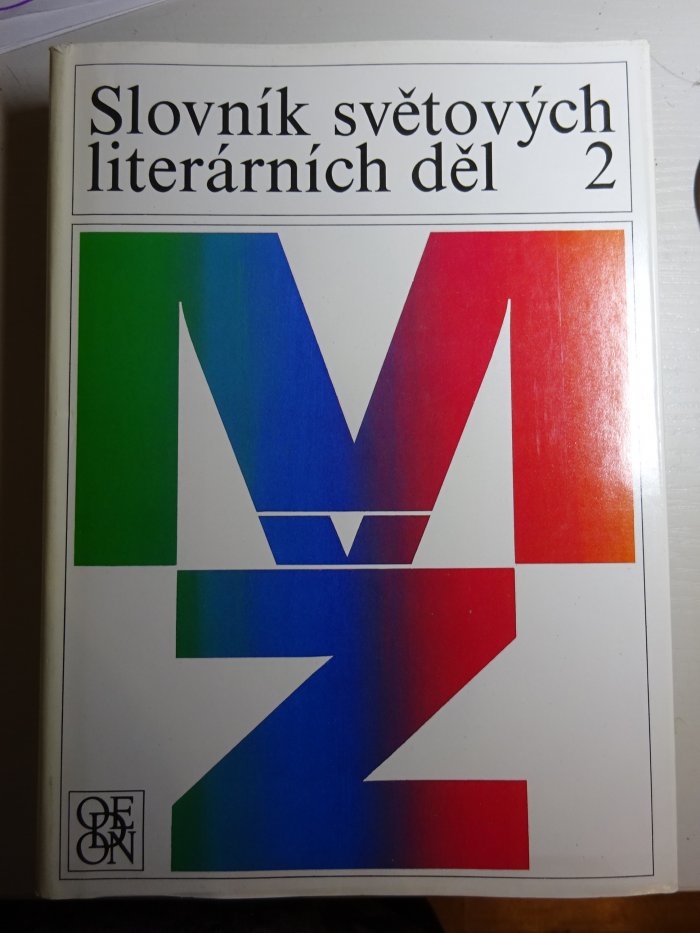 Slovník světových
literárních děl 2
M
Ž
ODEON